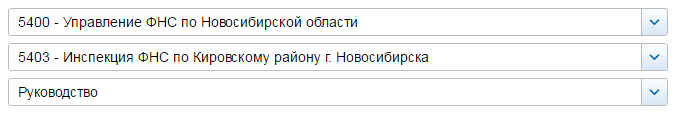 5400 - Управление ФНС по Новосибирской области
5403 - Инспекция ФНС по Кировскому району г. Новосибирска
Руководство